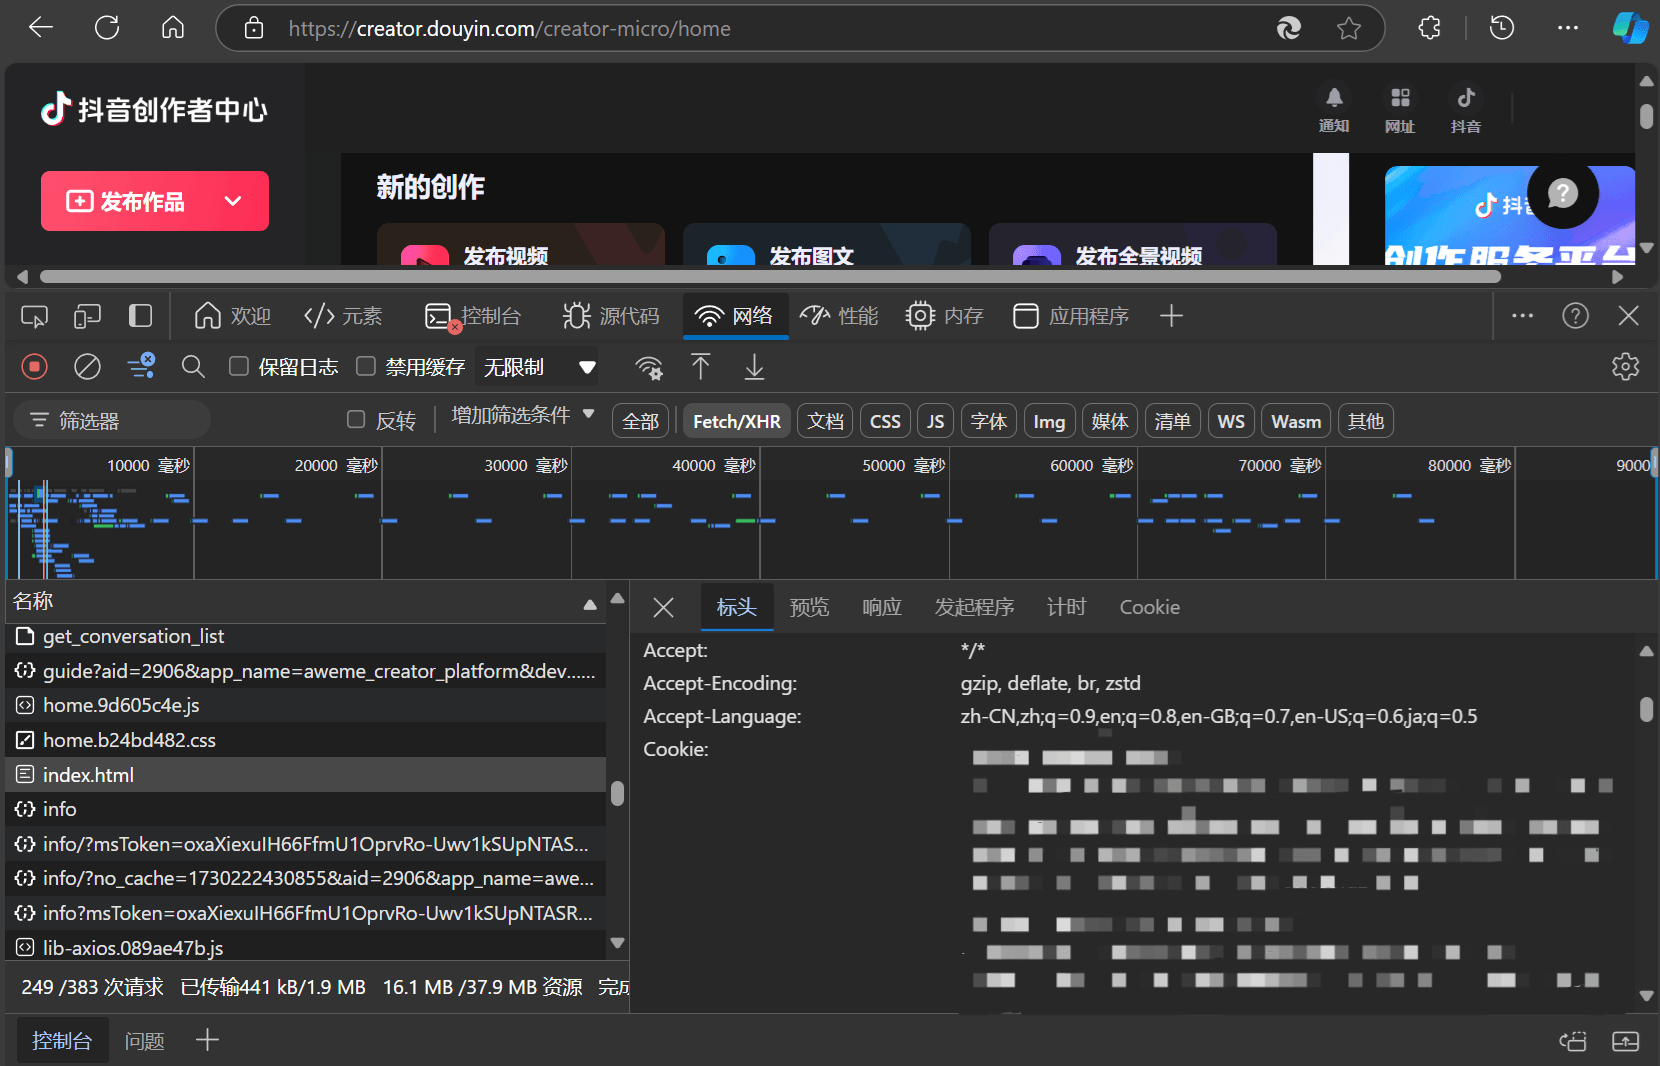 https://creator.douyin.com/creator-micro/home
抖音创作者中心
通知
网址
抖音
发布作品
新的创作
发布视频
发布图文
发布全景视频
创作服务平台
欢迎
元素
控制台
源代码
网络
性能
内存
应用程序
保留日志
禁用缓存
无限制
筛选器
反转
增加筛选条件
全部
Fetch/XHR
文档
CSS
JS
字体
Img
媒体
清单
WS
Wasm
其他
10000 毫秒
20000 毫秒
30000 毫秒
40000 毫秒
50000 毫秒
60000 毫秒
70000 毫秒
80000 毫秒
9000
名称
get_conversation_list
guide?aid=2906&app_name=aweme_creator_platform&dev......
home.9d605c4e.js
home.b24bd482.css
index.html
info
info/?msToken=oxaXiexuIH66FfmU1OprvRo-Uwv1kSUpNTAS...
info/?no_cache=1730222430855&aid=2906&app_name=awe...
info?msToken=oxaXiexuIH66FfmU1OprvRo-Uwv1kSUpNTASR...
lib-axios.089ae47b.js
249 /383 次请求 已传输441 kB/1.9 MB 16.1 MB /37.9 MB 资源 完成
标头
预览
响应
发起程序
计时
Cookie
Accept: */*
Accept-Encoding: gzip, deflate, br, zstd
Accept-Language: zh-CN,zh;q=0.9,en;q=0.8,en-GB;q=0.7,en-US;q=0.6,ja;q=0.5
Cookie:
控制台
问题